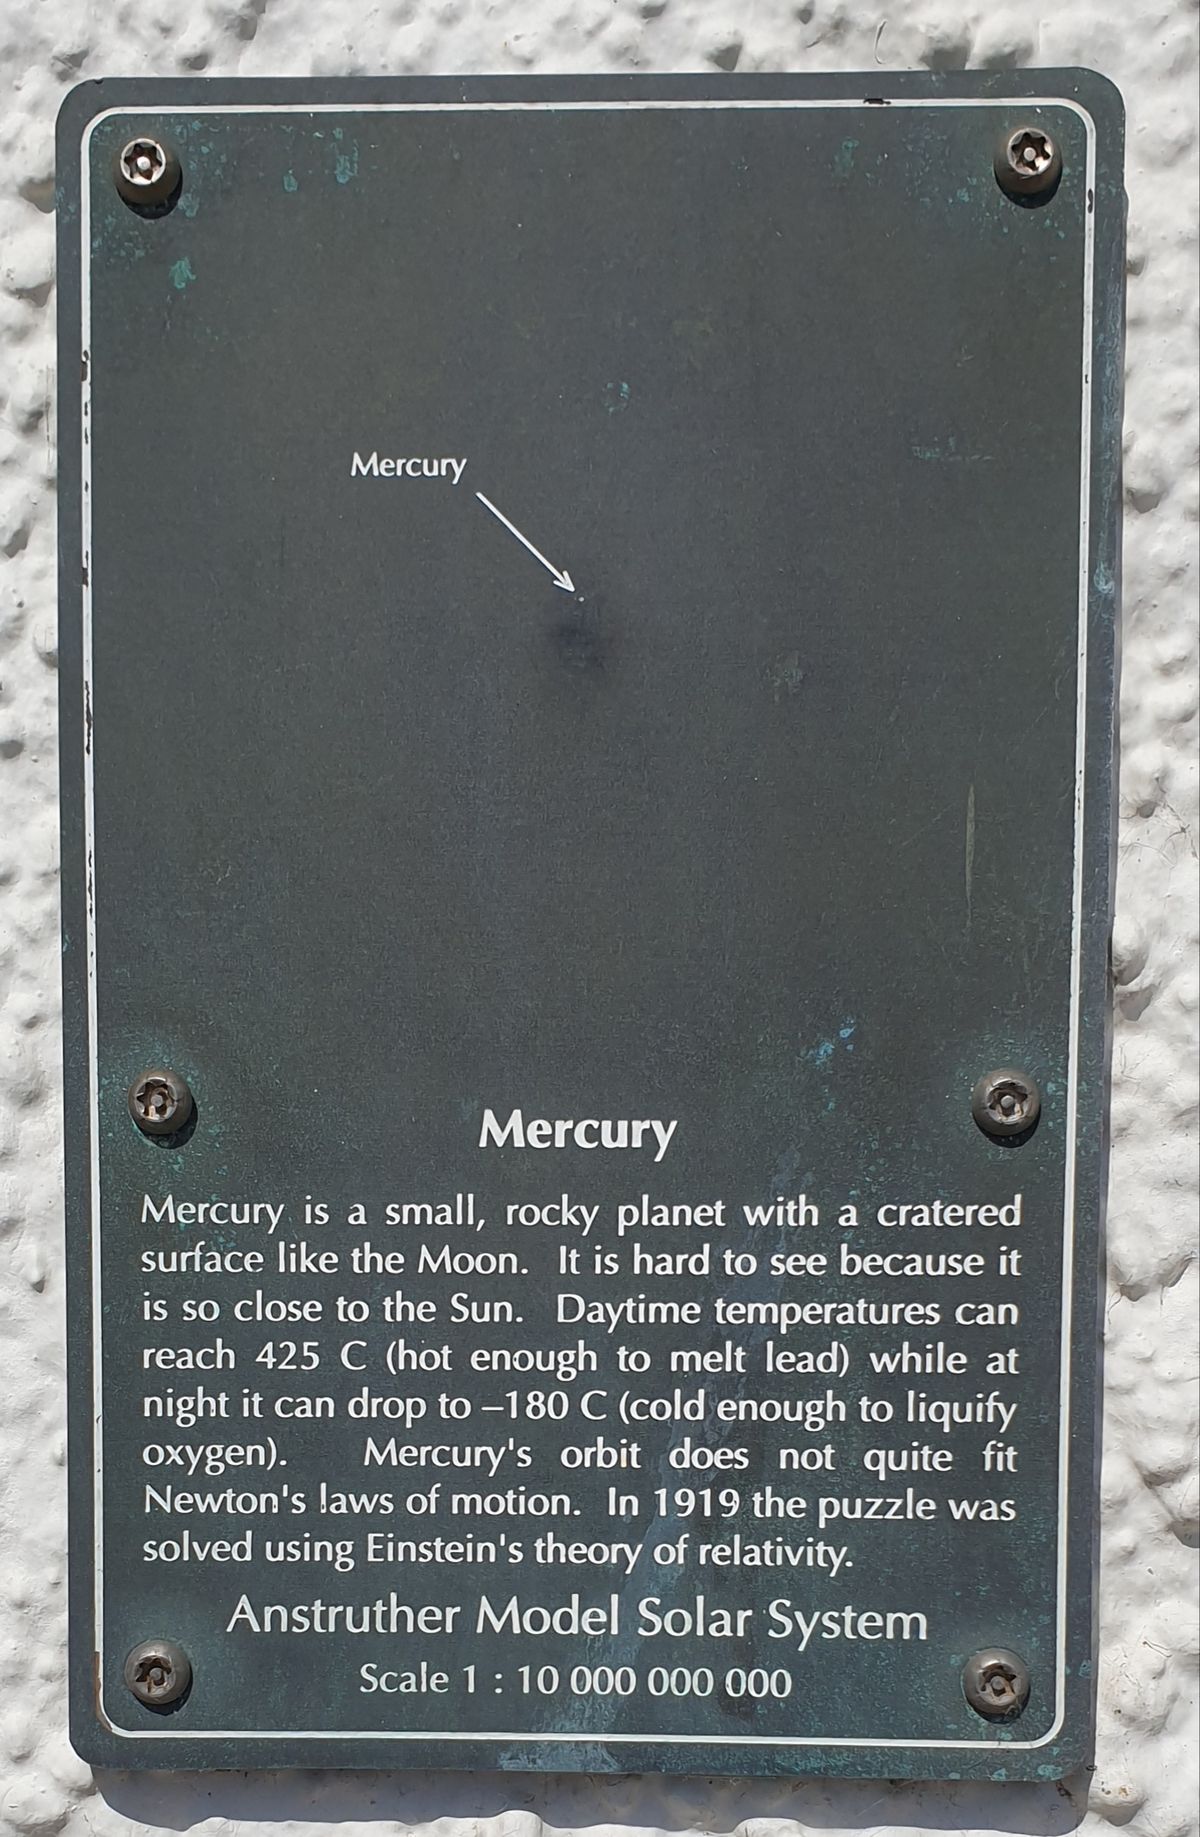 Mercury
Mercury
Mercury is a small, rocky planet with a cratered
surface like the Moon. It is hard to see because it
is so close to the Sun. Daytime temperatures can
reach 425 C (hot enough to melt lead) while at
night it can drop to –180 C (cold enough to liquify
oxygen). Mercury's orbit does not quite fit
Newton's laws of motion. In 1919 the puzzle was
solved using Einstein's theory of relativity.
Anstruther Model Solar System
Scale 1 : 10 000 000 000